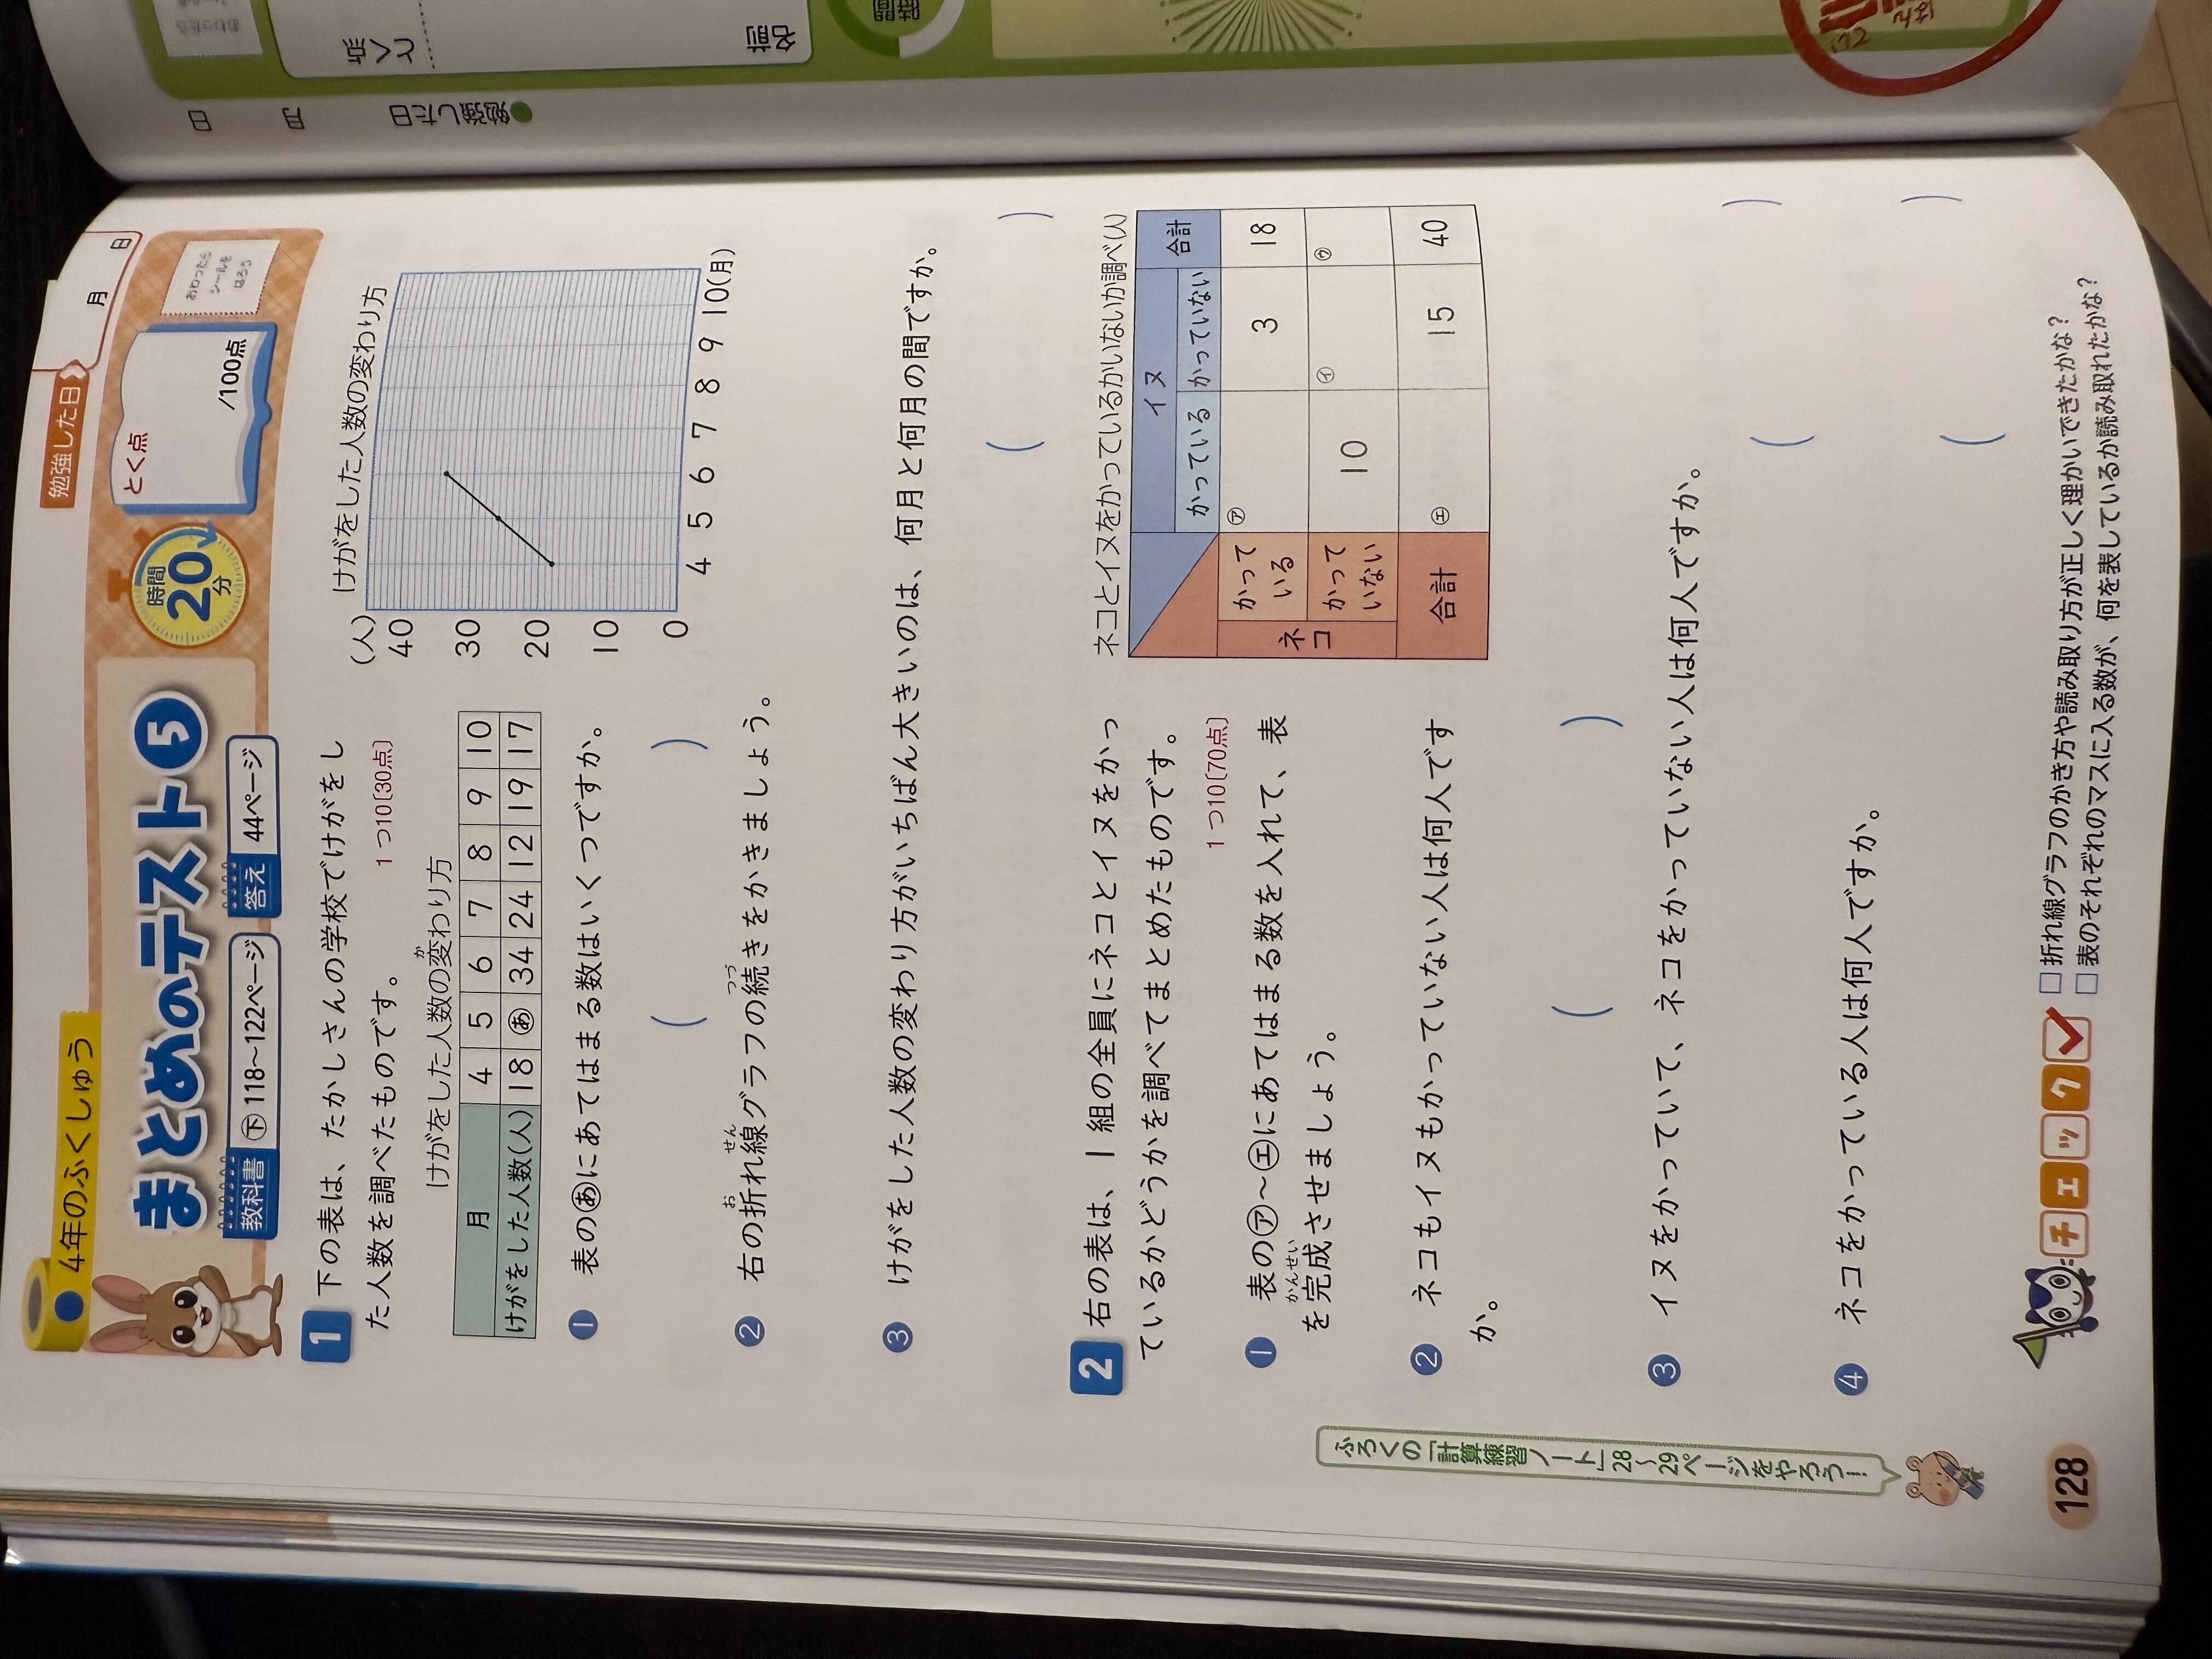 4年のふくしゅう
まとめのテスト5
教科書 下118〜122ページ
答え 44ページ
時間
20
分
勉強した日
月 日
とく点
/100点
おわったら
シールを
はろう
1 下の表は、たかしさんの学校でけがをし
た人数を調べたものです。
1つ10〔30点〕
けがをした人数の変わり方
か
月 4 5 6 7 8 9 10
けがをした人数(人) 18 あ 34 24 12 19 17
けがをした人数の変わり方
(人)
40
30
20
10
0
4 5 6 7 8 9 10(月)
❶ 表のあにあてはまる数はいくつですか。
( )
❷ 右の折れ線グラフの続きをかきましょう。
お せん つづ
❸ けがをした人数の変わり方がいちばん大きいのは、何月と何月の間ですか。
( )
2 右の表は、1組の全員にネコとイヌをかっ
ているかどうかを調べてまとめたものです。
1つ10〔70点〕
ネコとイヌをかっているかいないか調べ(人)
イヌ 合計
かっている かっていない
ネコ
かって
いる
㋐ 3 18
かって
いない
10 ㋑ ㋒
合計 ㋓ 15 40
❶ 表の㋐〜㋓にあてはまる数を入れて、表
を完成させましょう。
かんせい
❷ ネコもイヌもかっていない人は何人です
か。
( )
❸ イヌをかっていて、ネコをかっていない人は何人ですか。
( )
❹ ネコをかっている人は何人ですか。
( )
ふろくの「計算練習ノート」28〜29ページをやろう！
128
チェック
□ 折れ線グラフのかき方や読み取り方が正しく理かいできたかな？
□ 表のそれぞれのマスに入る数が、何を表しているか読み取れたかな？
●勉強した日 月 日